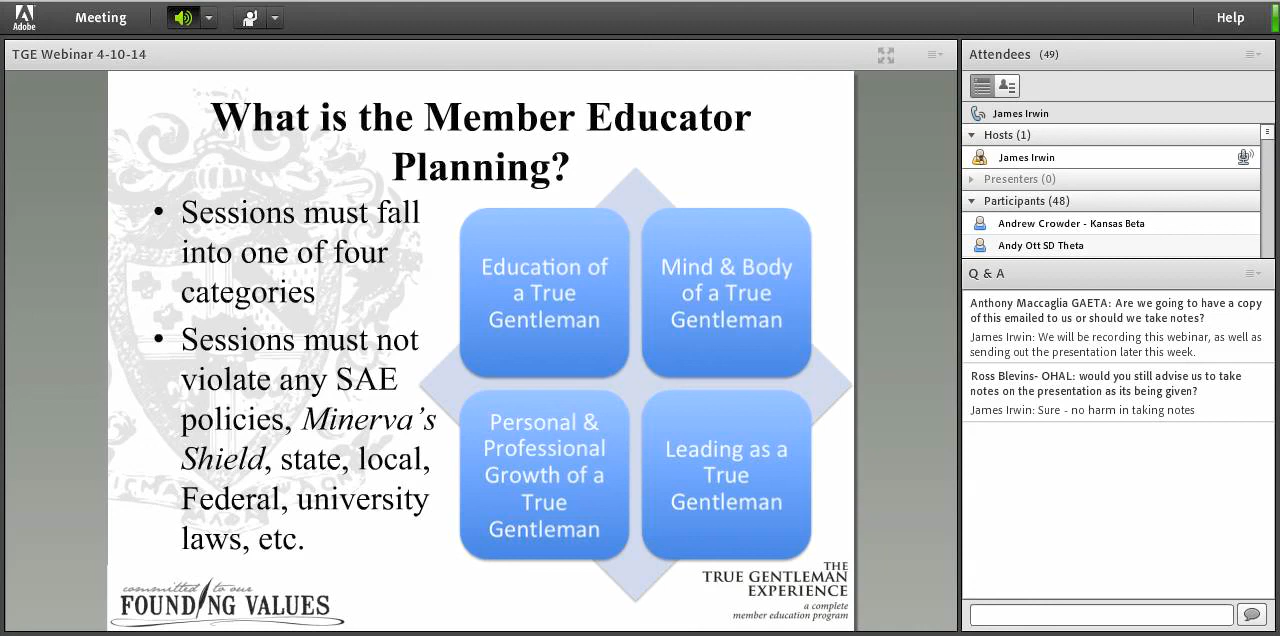 Adobe
Meeting
Help
TGE Webinar 4-10-14
What is the Member Educator
Planning?
• Sessions must fall
into one of four
categories
• Sessions must not
violate any SAE
policies, Minerva's
Shield, state, local,
Federal, university
laws, etc.
Education of
a True
Gentleman
Mind & Body
of a True
Gentleman
Personal &
Professional
Growth of a
True
Gentleman
Leading as a
True
Gentleman
committed to our
FOUNDING VALUES
THE
TRUE GENTLEMAN
EXPERIENCE
a complete
member education program
Attendees (49)
James Irwin
Hosts (1)
James Irwin
Presenters (0)
Participants (48)
Andrew Crowder - Kansas Beta
Andy Ott SD Theta
Q & A
Anthony Maccaglia GAETA: Are we going to have a copy
of this emailed to us or should we take notes?
James Irwin: We will be recording this webinar, as well as
sending out the presentation later this week.
Ross Blevins- OHAL: would you still advise us to take
notes on the presentation as its being given?
James Irwin: Sure - no harm in taking notes